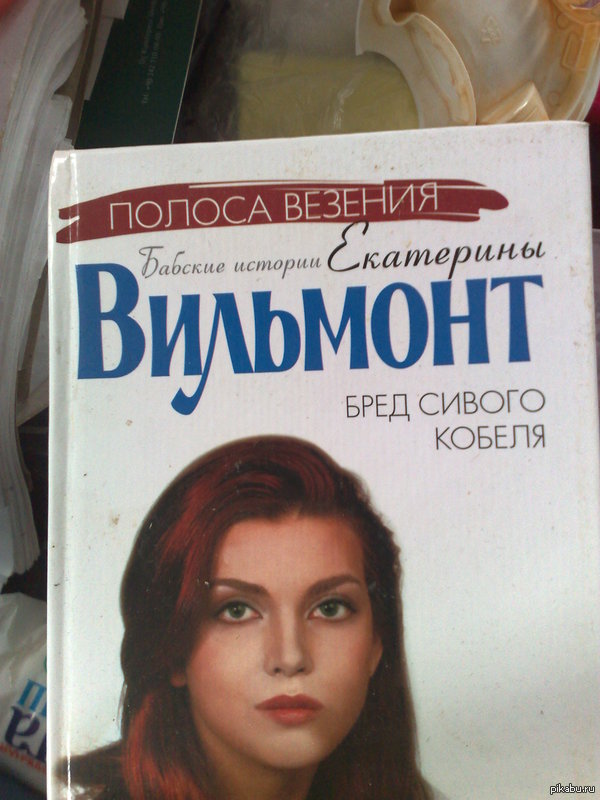 ПОЛОСА ВЕЗЕНИЯ
Бабские истории Екатерины
Вильмонт
БРЕД СИВОГО
КОБЕЛЯ
pikabu.ru